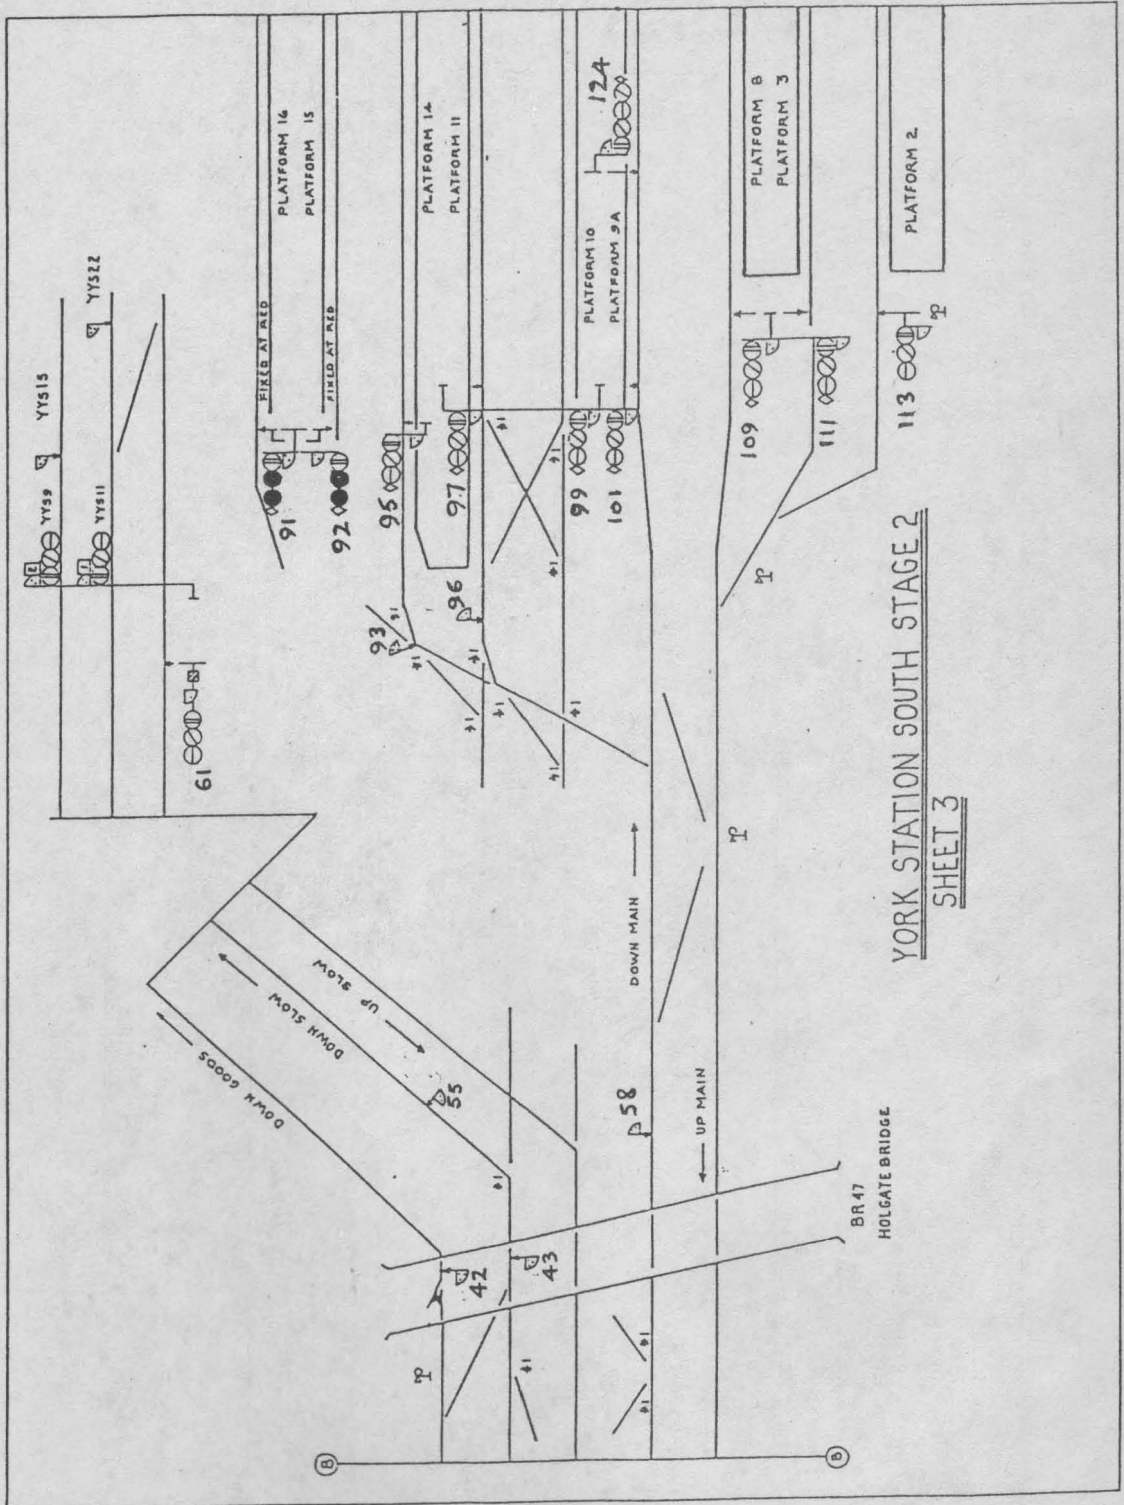 YYS9
YYS15
YYS11
YYS22
61
FIXED AT RED
PLATFORM 16
PLATFORM 15
FIXED AT RED
91
92
PLATFORM 14
PLATFORM 11
95
97
93
96
PLATFORM 10
PLATFORM 9A
124
99
101
PLATFORM 8
PLATFORM 3
109
111
PLATFORM 2
113
DOWN GOODS
DOWN SLOW
UP SLOW
55
42
43
58
DOWN MAIN
UP MAIN
BR 47
HOLGATE BRIDGE
B
B
YORK STATION SOUTH STAGE 2
SHEET 3